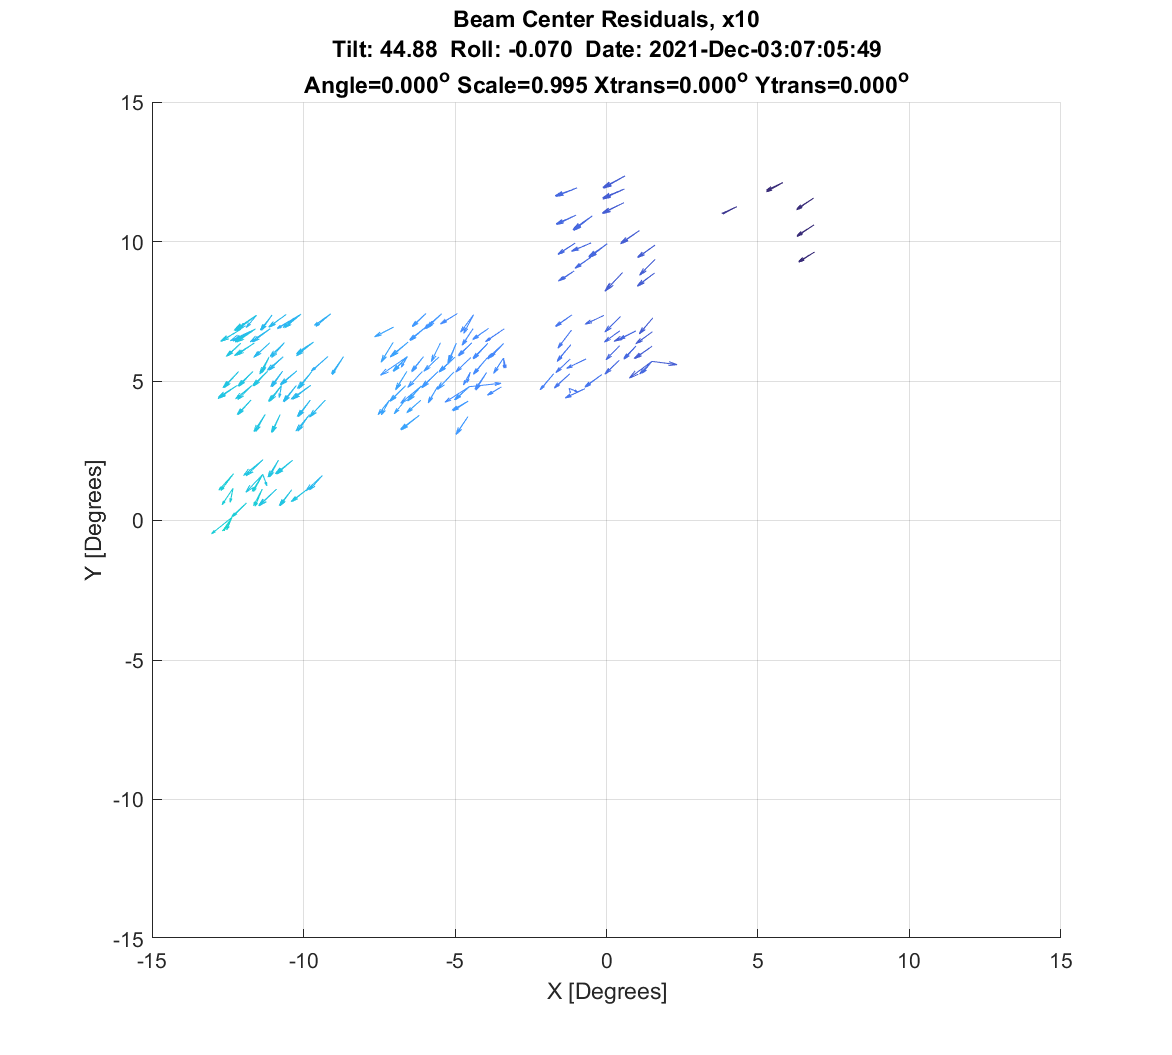 Beam Center Residuals, x10
Tilt: 44.88 Roll: -0.070 Date: 2021-Dec-03:07:05:49
Angle=0.000° Scale=0.995 Xtrans=0.000° Ytrans=0.000°
15
10
5
0
-5
-10
-15
Y [Degrees]
-15 -10 -5 0 5 10 15
X [Degrees]